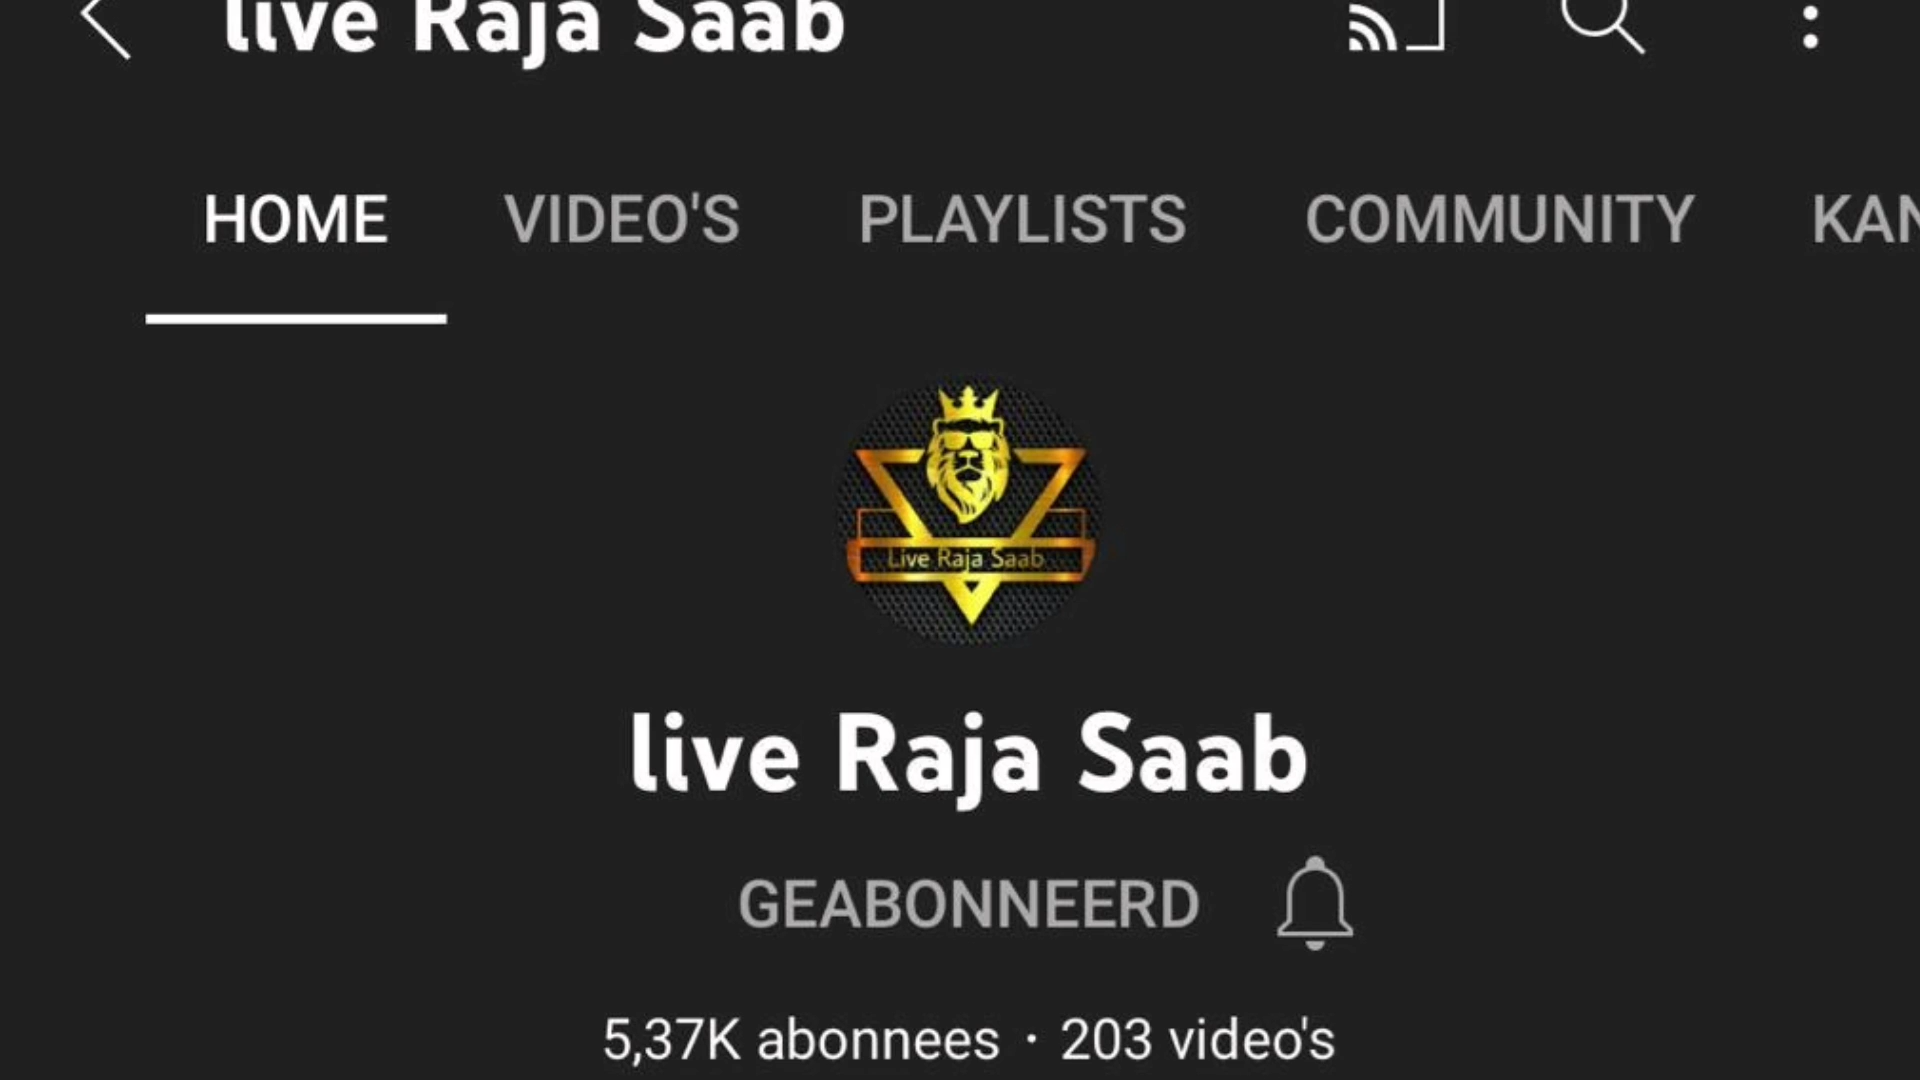 live Raja Saab
HOME VIDEO'S PLAYLISTS COMMUNITY KAN
Live Raja Saab
live Raja Saab
GEABONNEERD
5,37K abonnees · 203 video's